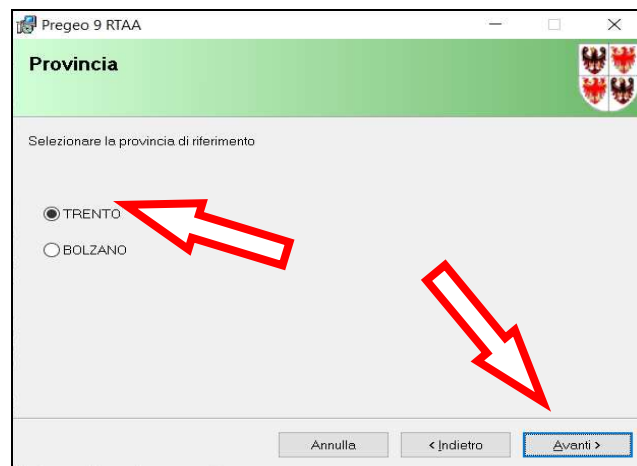 Pregeo 9 RTAA
Provincia
Selezionare la provincia di riferimento
TRENTO
BOLZANO
Annulla
< Indietro
Avanti >